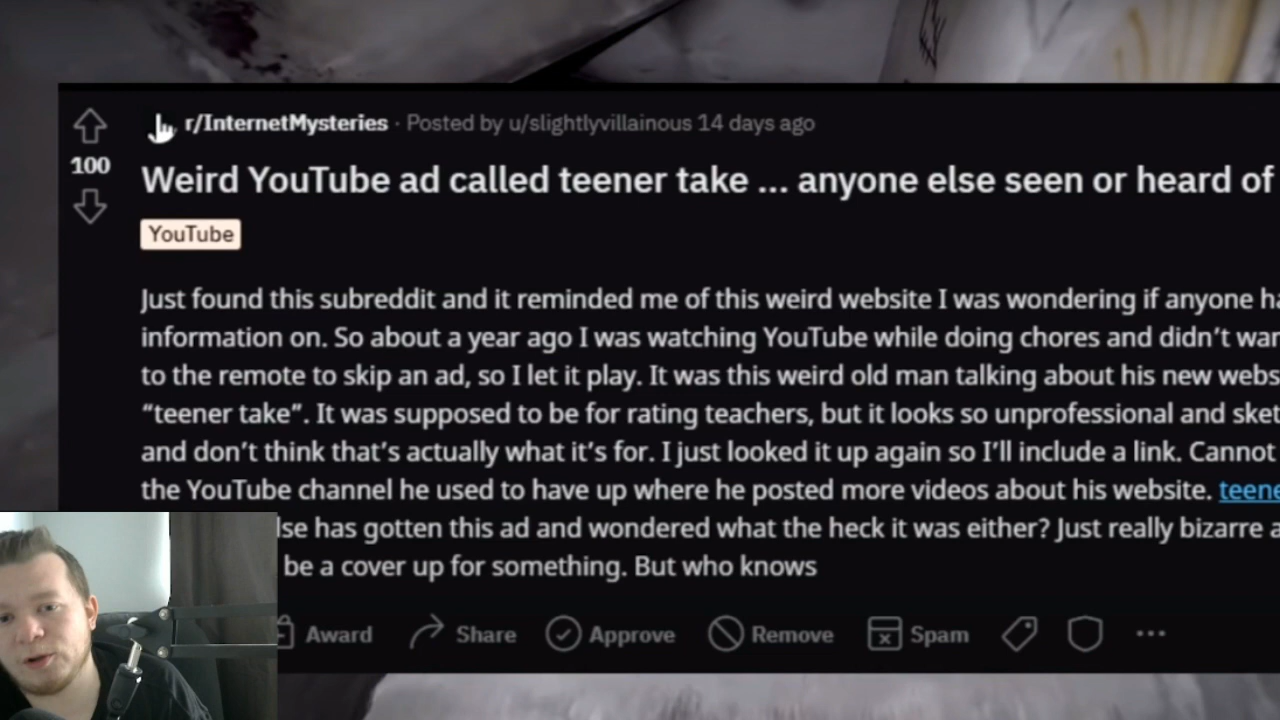 r/InternetMysteries · Posted by u/slightlyvillainous 14 days ago
100
Weird YouTube ad called teener take ... anyone else seen or heard of
YouTube
Just found this subreddit and it reminded me of this weird website I was wondering if anyone
information on. So about a year ago I was watching YouTube while doing chores and didn't
to the remote to skip an ad, so I let it play. It was this weird old man talking about his new
“teener take”. It was supposed to be for rating teachers, but it looks so unprofessional and
and don't think that's actually what it's for. I just looked it up again so I'll include a link. Cannot
the YouTube channel he used to have up where he posted more videos about his website.
has gotten this ad and wondered what the heck it was either? Just really bizarre
be a cover up for something. But who knows
Award Share Approve Remove Spam